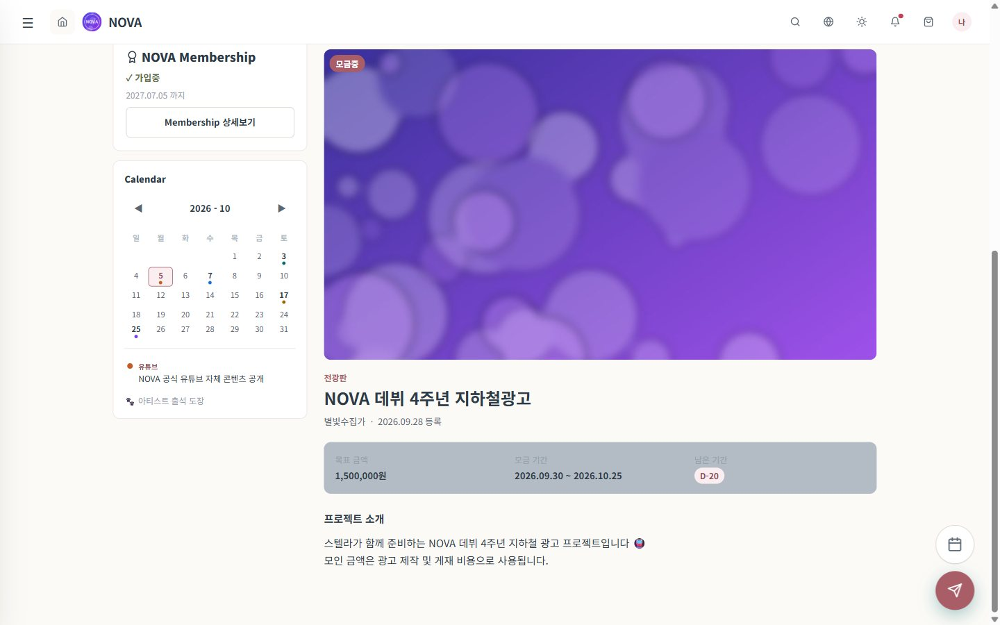 NOVA
NOVA
나
NOVA Membership
✓ 가입중
2027.07.05 까지
Membership 상세보기
Calendar
◀ 2026 - 10 ▶
일 월 화 수 목 금 토
1 2 3
4 5 6 7 8 9 10
11 12 13 14 15 16 17
18 19 20 21 22 23 24
25 26 27 28 29 30 31
유튜브
NOVA 공식 유튜브 자체 콘텐츠 공개
아티스트 출석 도장
모금중
전광판
NOVA 데뷔 4주년 지하철광고
별빛수집가 · 2026.09.28 등록
목표 금액
1,500,000원
모금 기간
2026.09.30 ~ 2026.10.25
남은 기간
D-20
프로젝트 소개
스텔라가 함께 준비하는 NOVA 데뷔 4주년 지하철 광고 프로젝트입니다
모인 금액은 광고 제작 및 게재 비용으로 사용됩니다.